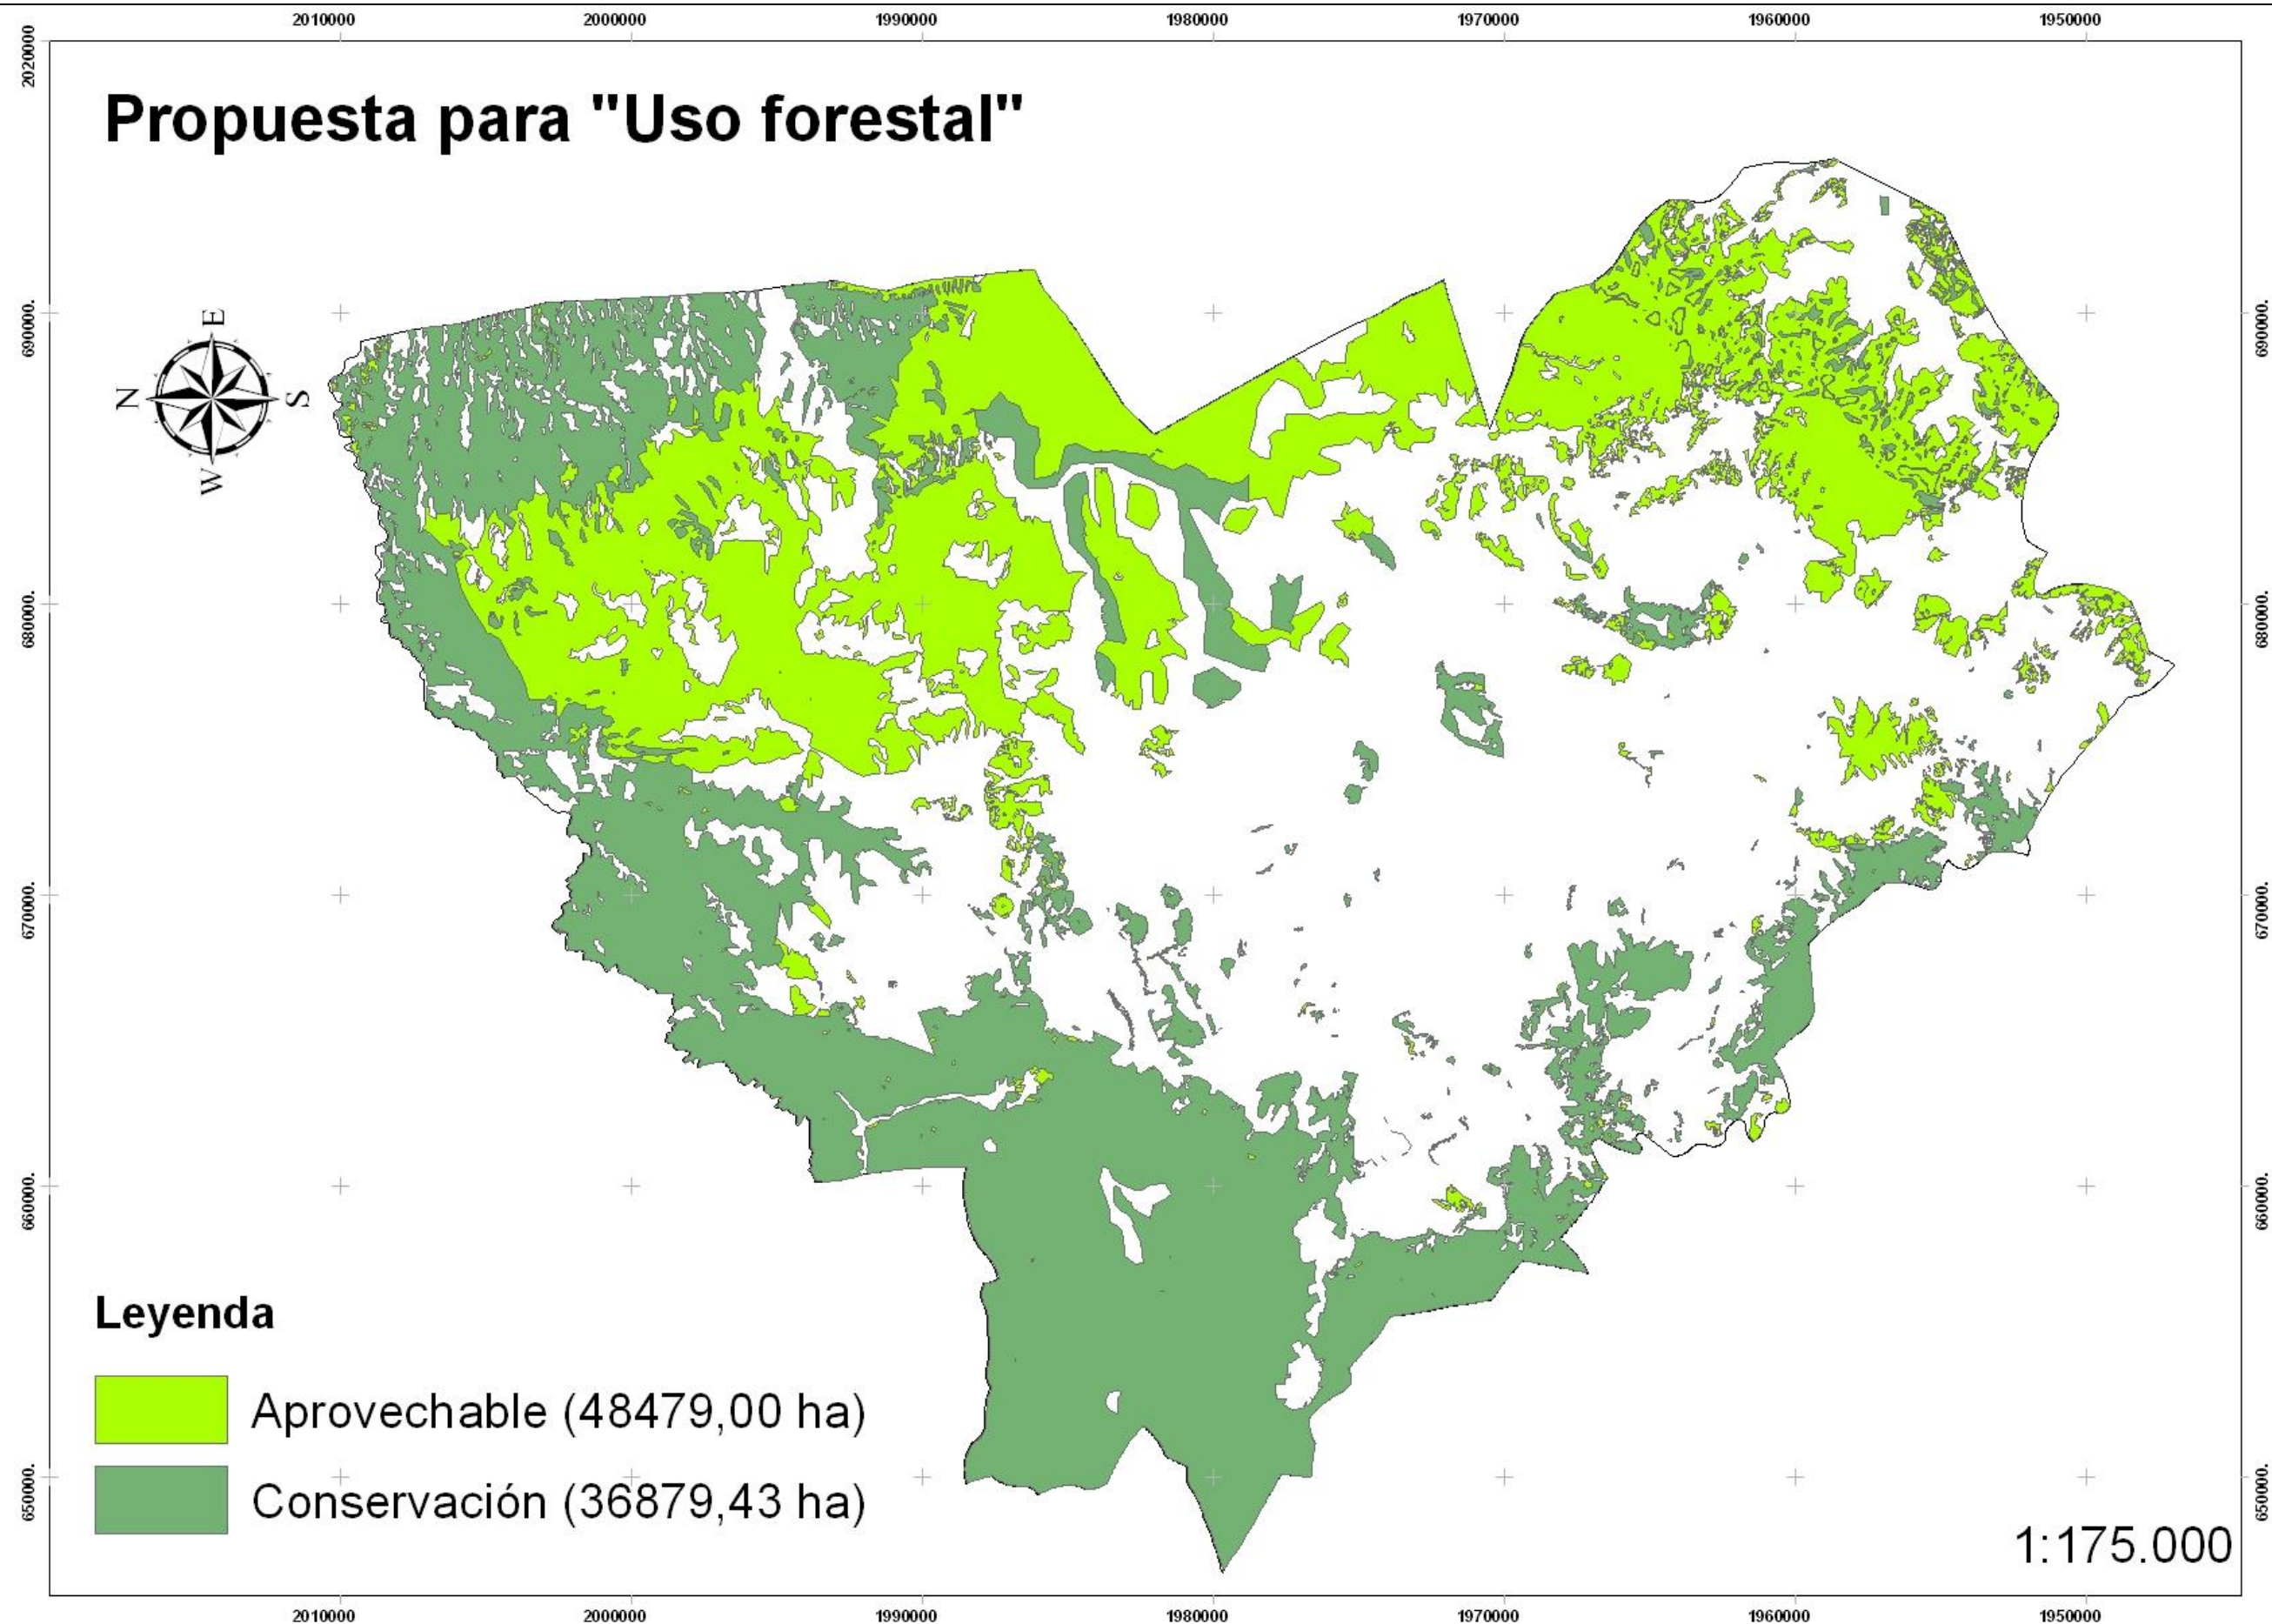 2010000 2000000 1990000 1980000 1970000 1960000 1950000
2020000
Propuesta para "Uso forestal"
690000.
690000.
E
N
S
W
680000.
680000.
670000.
670000.
660000.
660000.
Leyenda
Aprovechable (48479,00 ha)
Conservación (36879,43 ha)
650000.
650000.
1:175.000
2010000 2000000 1990000 1980000 1970000 1960000 1950000